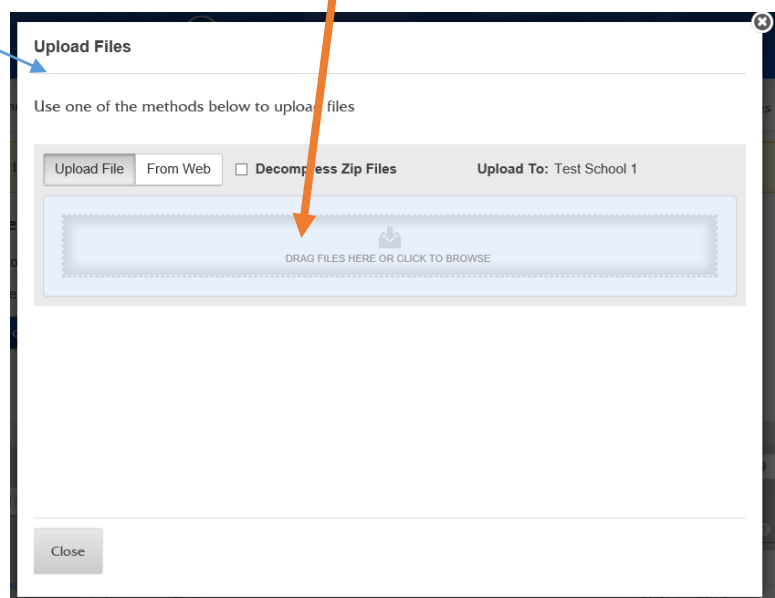 Upload Files
Use one of the methods below to upload files
Upload File From Web Decompress Zip Files Upload To: Test School 1
DRAG FILES HERE OR CLICK TO BROWSE
Close